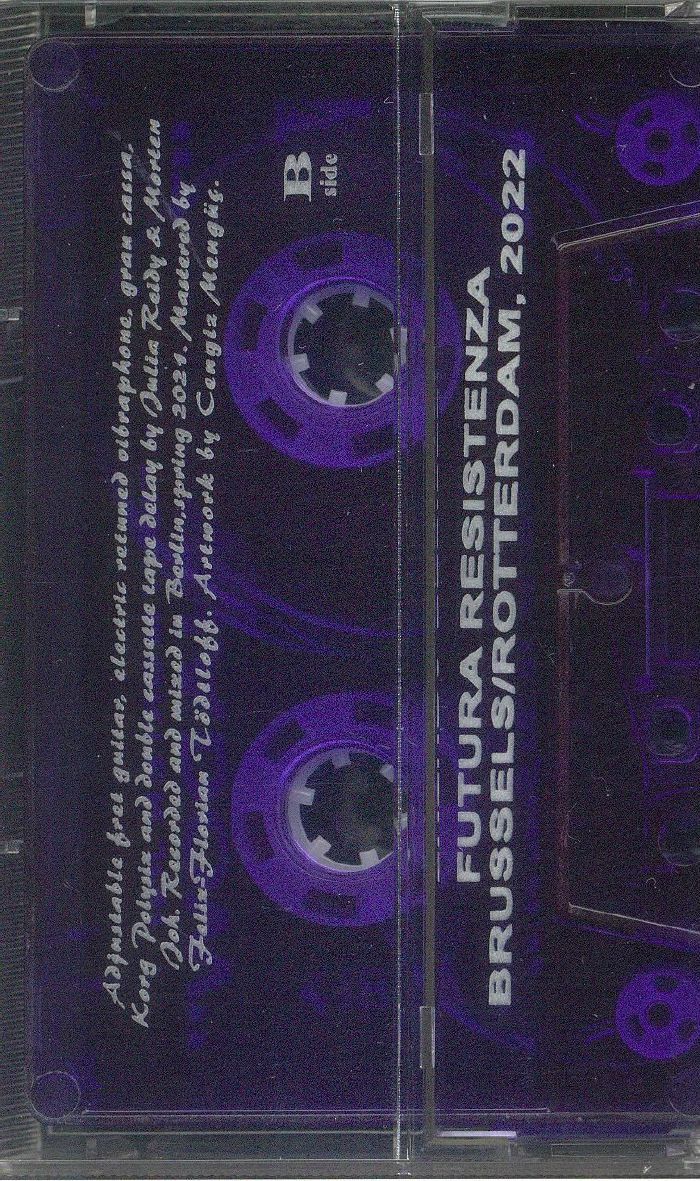 Adjustable fret guitar, electric retuned vibraphone, gran cassa,
Korg Polysix and double cassette tape delay by Julia Reidy & Morten
Joh. Recorded and mixed in Berlin, spring 2021. Mastered by
Felix-Florian Tödtloff. Artwork by Cengiz Mengüç.
B
side
FUTURA RESISTENZA
BRUSSELS/ROTTERDAM, 2022